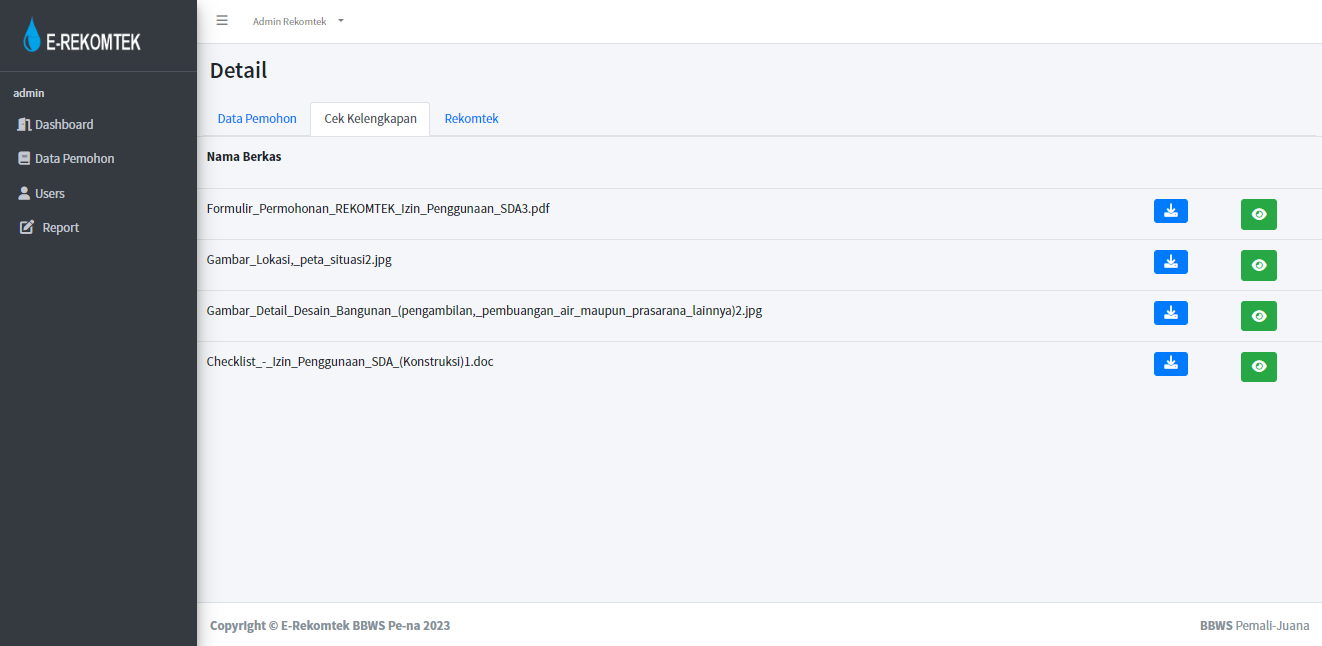 E-REKOMTEK
Admin Rekomtek
admin
Dashboard
Data Pemohon
Users
Report
Detail
Data Pemohon
Cek Kelengkapan
Rekomtek
Nama Berkas
Formulir_Permohonan_REKOMTEK_Izin_Penggunaan_SDA3.pdf
Gambar_Lokasi,_peta_situasi2.jpg
Gambar_Detail_Desain_Bangunan_(pengambilan,_pembuangan_air_maupun_prasarana_lainnya)2.jpg
Checklist_-_Izin_Penggunaan_SDA_(Konstruksi)1.doc
Copyright © E-Rekomtek BBWS Pe-na 2023
BBWS Pemali-Juana